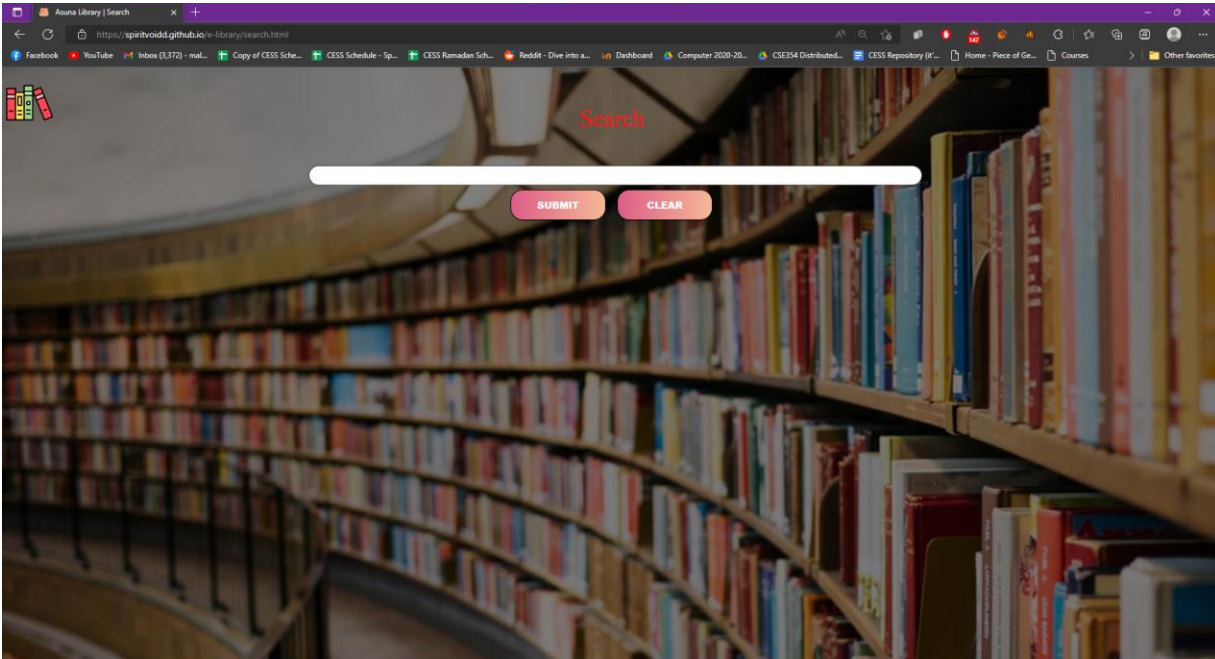 Asuna Library | Search
https://spiritvoidd.github.io/e-library/search.html
147
Facebook YouTube Inbox (3,372) - mal... Copy of CESS Sche... CESS Schedule - Sp... CESS Ramadan Sch... Reddit - Dive into a... Dashboard Computer 2020-20... CSE354 Distributed... CESS Repository (it'... Home - Piece of Ge... Courses Other favorites
Search
SUBMIT CLEAR